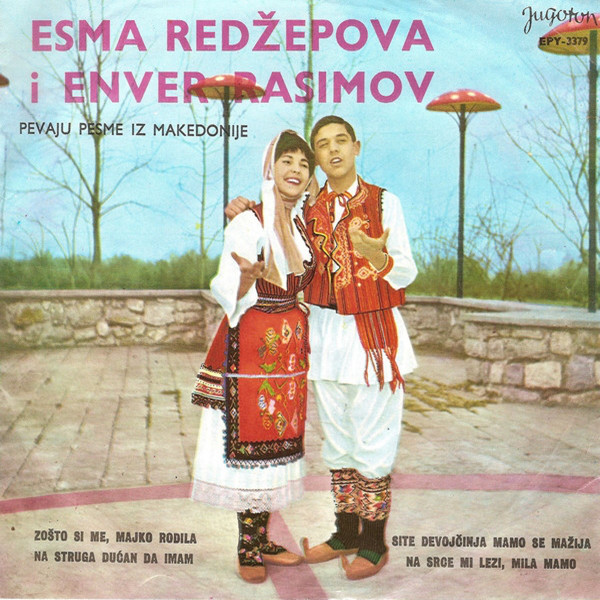 Jugoton
EPY-3379
ESMA REDŽEPOVA
i ENVER RASIMOV
PEVAJU PESME IZ MAKEDONIJE
ZOŠTO SI ME, MAJKO RODILA
NA STRUGA DUĆAN DA IMAM
SITE DEVOJČINJA MAMO SE MAŽIJA
NA SRCE MI LEZI, MILA MAMO